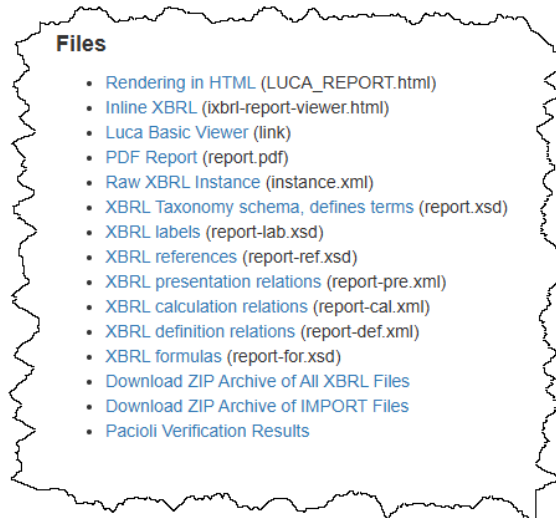 Files
Rendering in HTML (LUCA_REPORT.html)
Inline XBRL (ixbrl-report-viewer.html)
Luca Basic Viewer (link)
PDF Report (report.pdf)
Raw XBRL Instance (instance.xml)
XBRL Taxonomy schema, defines terms (report.xsd)
XBRL labels (report-lab.xsd)
XBRL references (report-ref.xsd)
XBRL presentation relations (report-pre.xml)
XBRL calculation relations (report-cal.xml)
XBRL definition relations (report-def.xml)
XBRL formulas (report-for.xsd)
Download ZIP Archive of All XBRL Files
Download ZIP Archive of IMPORT Files
Pacioli Verification Results